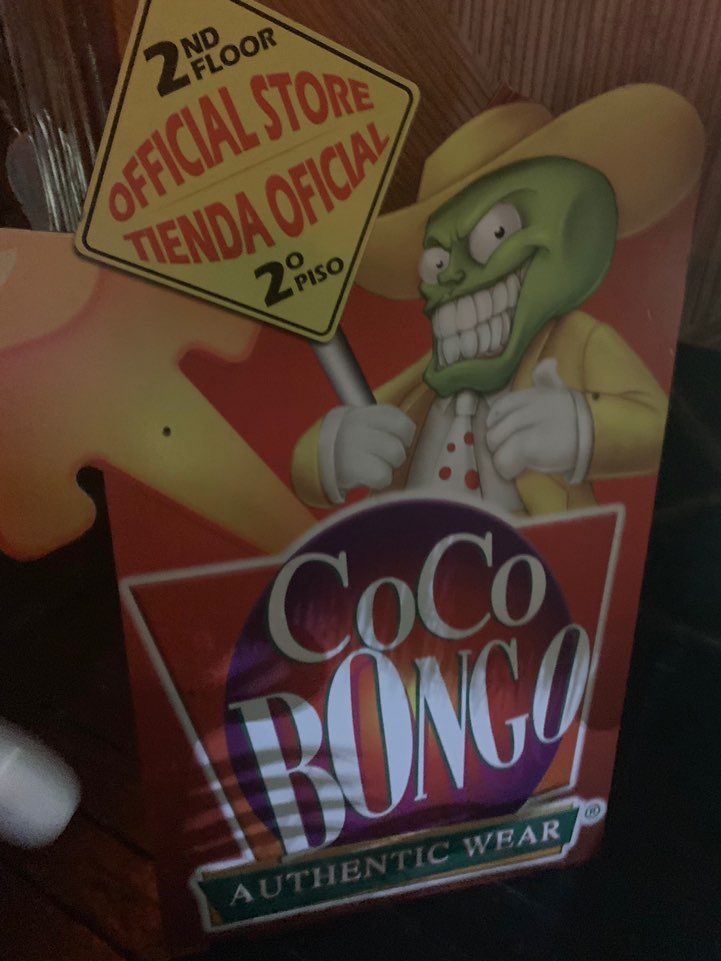 2ND FLOOR
OFFICIAL STORE
TIENDA OFICIAL
2º PISO
COCO
BONGO
®
AUTHENTIC WEAR